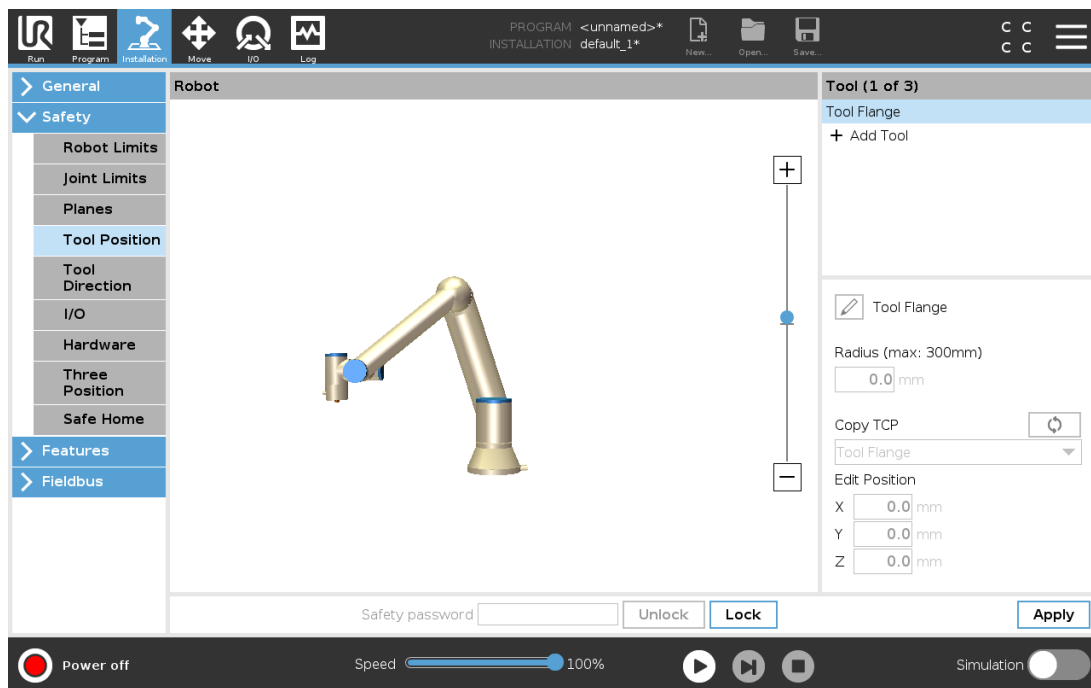 UR
Run
Program
Installation
Move
I/O
Log
PROGRAM <unnamed>*
INSTALLATION default_1*
New...
Open...
Save...
C C
C C
General
Safety
Robot Limits
Joint Limits
Planes
Tool Position
Tool
Direction
I/O
Hardware
Three
Position
Safe Home
Features
Fieldbus
Robot
+
−
Tool (1 of 3)
Tool Flange
+ Add Tool
Tool Flange
Radius (max: 300mm)
0.0 mm
Copy TCP
Tool Flange
Edit Position
X 0.0 mm
Y 0.0 mm
Z 0.0 mm
Safety password
Unlock
Lock
Apply
Power off
Speed
100%
Simulation